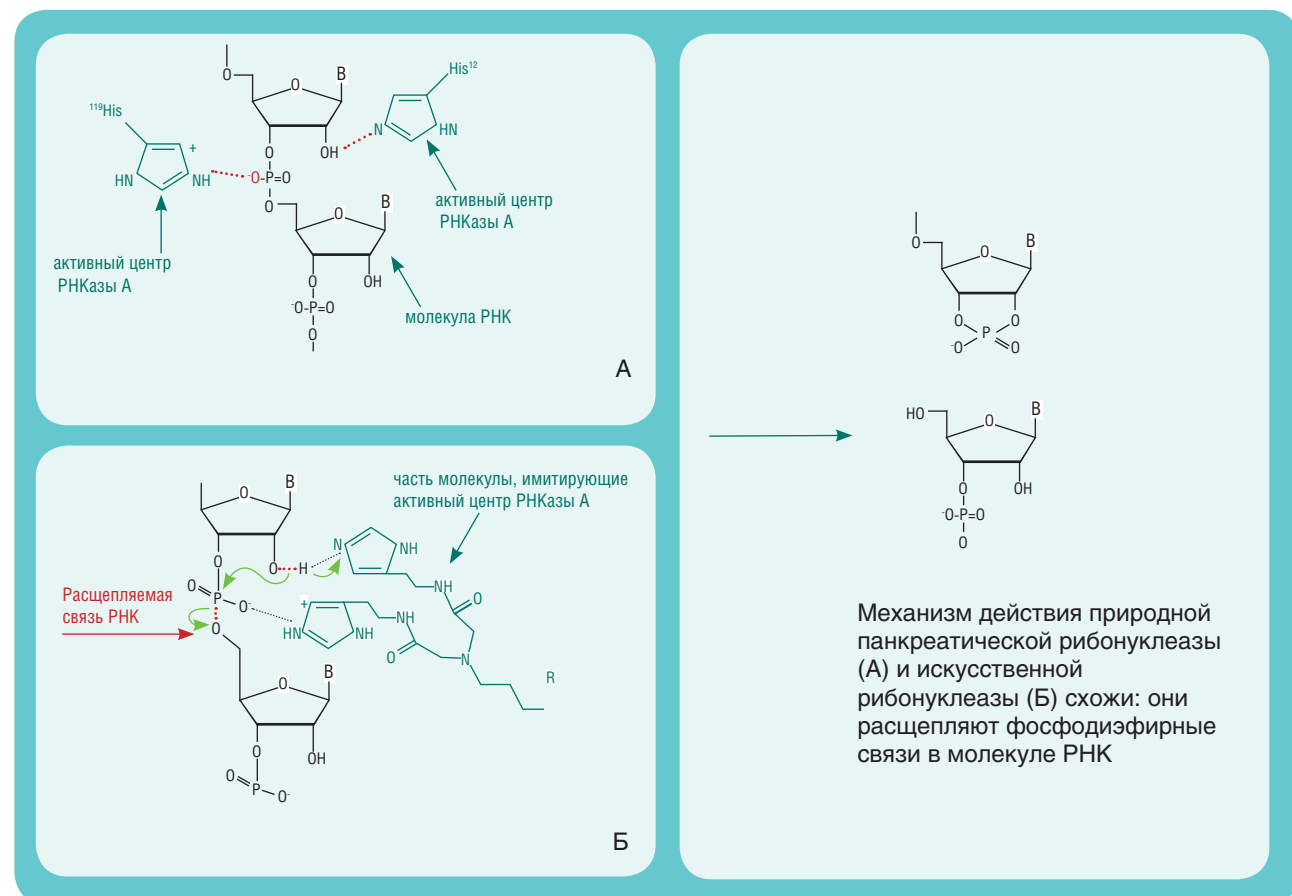 O
O
B
His¹²
¹¹⁹His
+
N
HN
OH
O
HN
NH
⁻O-P=O
O
O
B
активный центр
РНКазы А
активный центр
РНКазы А
O
OH
⁻O-P=O
молекула РНК
O
А
O
B
часть молекулы, имитирующие
активный центр РНКазы А
N
NH
O
O
H
NH
Расщепляемая
связь РНК
O
P
O⁻
+
HN
NH
NH
O
O
O
N
R
O
B
O
OH
O
P
O⁻
Б
O
O
B
O
O
P
⁻O
O
HO
O
B
O
OH
⁻O-P=O
O
Механизм действия природной
панкреатической рибонуклеазы
(А) и искусственной
рибонуклеазы (Б) схожи: они
расщепляют фосфодиэфирные
связи в молекуле РНК